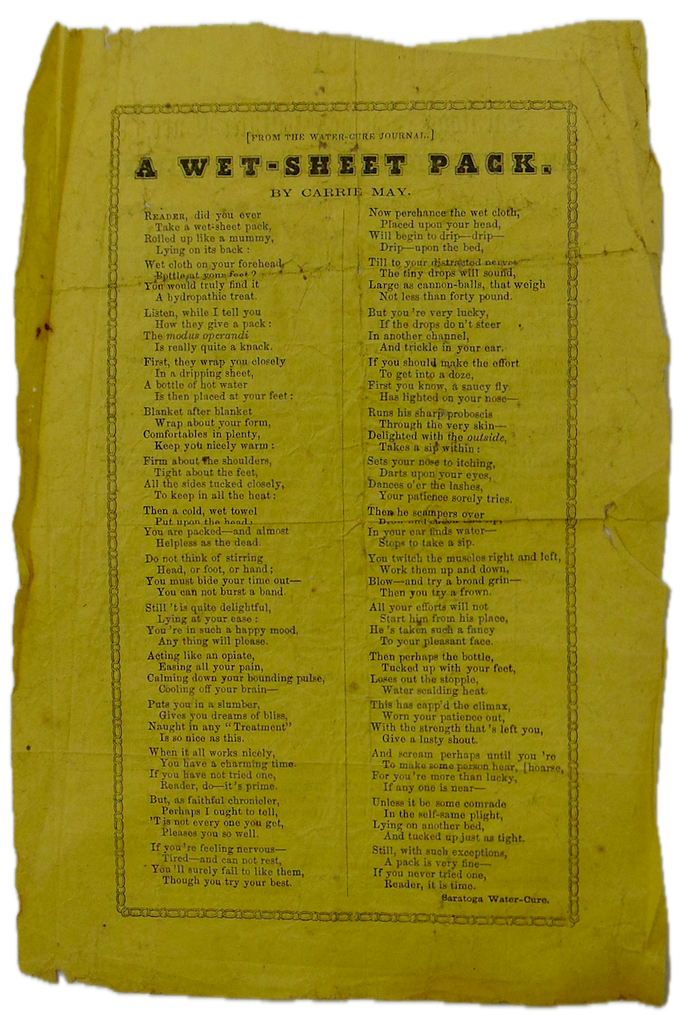 [FROM THE WATER-CURE JOURNAL.]
A WET-SHEET PACK.
BY CARRIE MAY.
READER, did you ever
Take a wet-sheet pack,
Rolled up like a mummy,
Lying on its back:
Wet cloth on your forehead,
Bottle at your feet?
You would truly find it
A hydropathic treat.
Listen, while I tell you
How they give a pack:
The modus operandi
Is really quite a knack.
First, they wrap you closely
In a dripping sheet,
A bottle of hot water
Is then placed at your feet:
Blanket after blanket
Wrap about your form,
Comfortables in plenty,
Keep you nicely warm:
Firm about the shoulders,
Tight about the feet,
All the sides tucked closely,
To keep in all the heat:
Then a cold, wet towel
Put upon the head:
You are packed—and almost
Helpless as the dead.
Do not think of stirring
Head, or foot, or hand;
You must bide your time out—
You can not burst a band.
Still 't is quite delightful,
Lying at your ease:
You 're in such a happy mood,
Any thing will please.
Acting like an opiate,
Easing all your pain,
Calming down your bounding pulse,
Cooling off your brain—
Puts you in a slumber,
Gives you dreams of bliss,
Naught in any "Treatment"
Is so nice as this.
When it all works nicely,
You have a charming time.
If you have not tried one,
Reader, do—it's prime.
But, as faithful chronicler,
Perhaps I ought to tell,
'T is not every one you get,
Pleases you so well.
If you 're feeling nervous—
Tired—and can not rest,
You 'll surely fail to like them,
Though you try your best.
Now perchance the wet cloth,
Placed upon your head,
Will begin to drip—drip—
Drip—upon the bed,
Till to your distracted nerves
The tiny drops will sound,
Large as cannon-balls, that weigh
Not less than forty pound.
But you 're very lucky,
If the drops do n't steer
In another channel,
And trickle in your ear.
If you should make the effort
To get into a doze,
First you know, a saucy fly
Has lighted on your nose—
Runs his sharp proboscis
Through the very skin—
Delighted with the outside,
Takes a sip within:
Sets your nose to itching,
Darts upon your eyes,
Dances o'er the lashes,
Your patience sorely tries.
Then he scampers over
In your ear finds water—
Stops to take a sip.
You twitch the muscles right and left,
Work them up and down,
Blow—and try a broad grin—
Then you try a frown.
All your efforts will not
Start him from his place,
He 's taken such a fancy
To your pleasant face.
Then perhaps the bottle,
Tucked up with your feet,
Loses out the stopple,
Water scalding heat.
This has capp'd the climax,
Worn your patience out,
With the strength that 's left you,
Give a lusty shout.
And scream perhaps until you 're
To make some person hear, [hoarse,
For you're more than lucky,
If any one is near—
Unless it be some comrade
In the self-same plight,
Lying on another bed,
And tucked up just as tight.
Still, with such exceptions,
A pack is very fine—
If you never tried one,
Reader, it is time.
Saratoga Water-Cure.